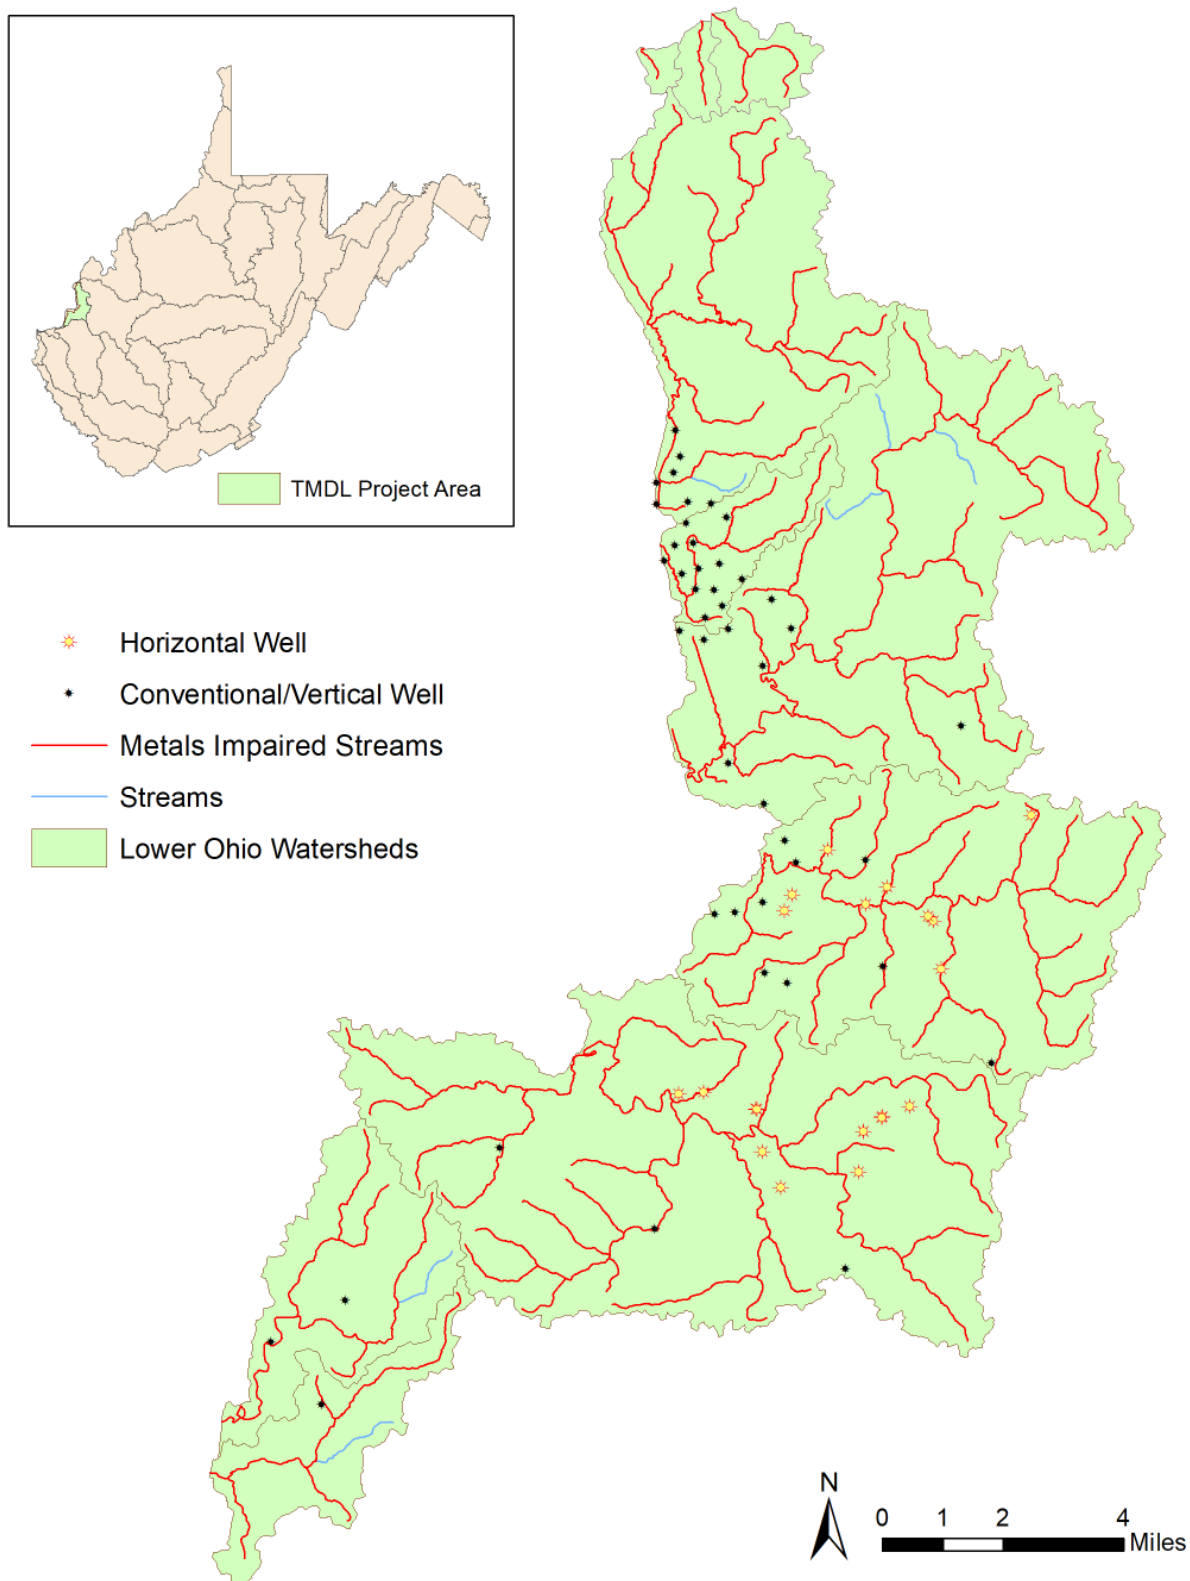 TMDL Project Area
Horizontal Well
Conventional/Vertical Well
Metals Impaired Streams
Streams
Lower Ohio Watersheds
N
0 1 2 4
Miles